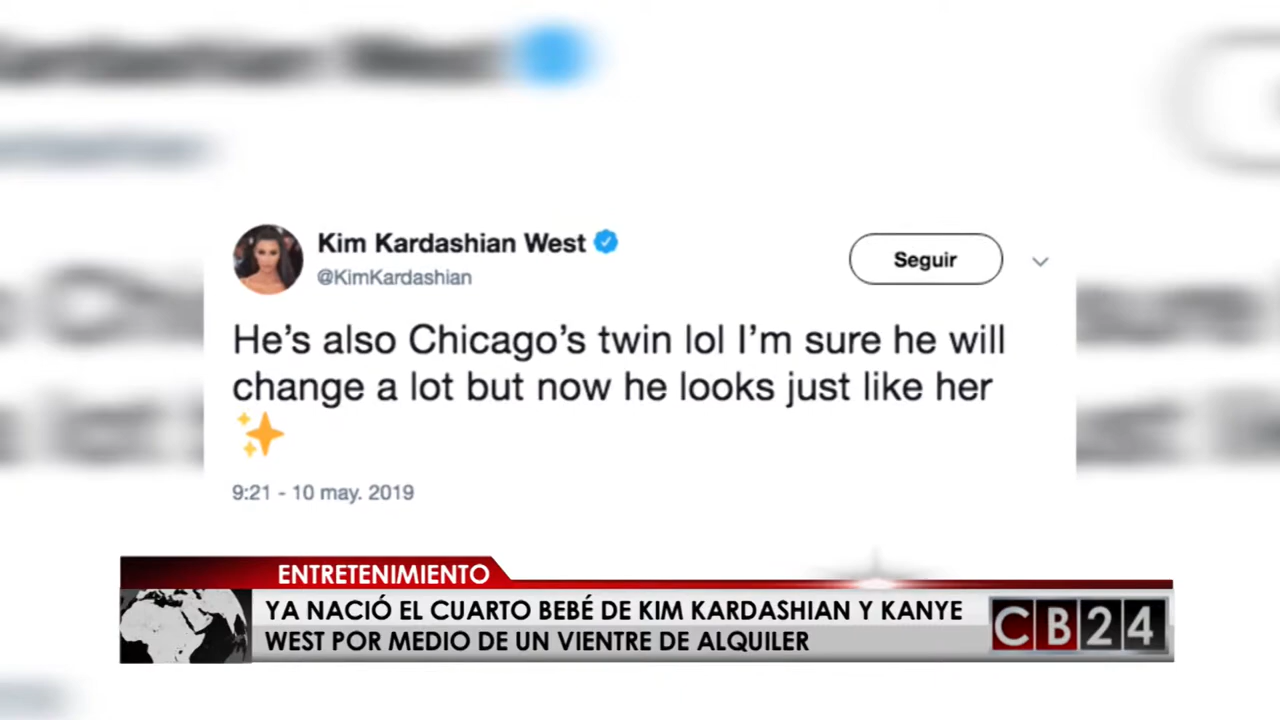 Kim Kardashian West
@KimKardashian
Seguir
He's also Chicago's twin lol I'm sure he will
change a lot but now he looks just like her
✨
9:21 - 10 may. 2019
ENTRETENIMIENTO
YA NACIÓ EL CUARTO BEBÉ DE KIM KARDASHIAN Y KANYE
WEST POR MEDIO DE UN VIENTRE DE ALQUILER
CB24